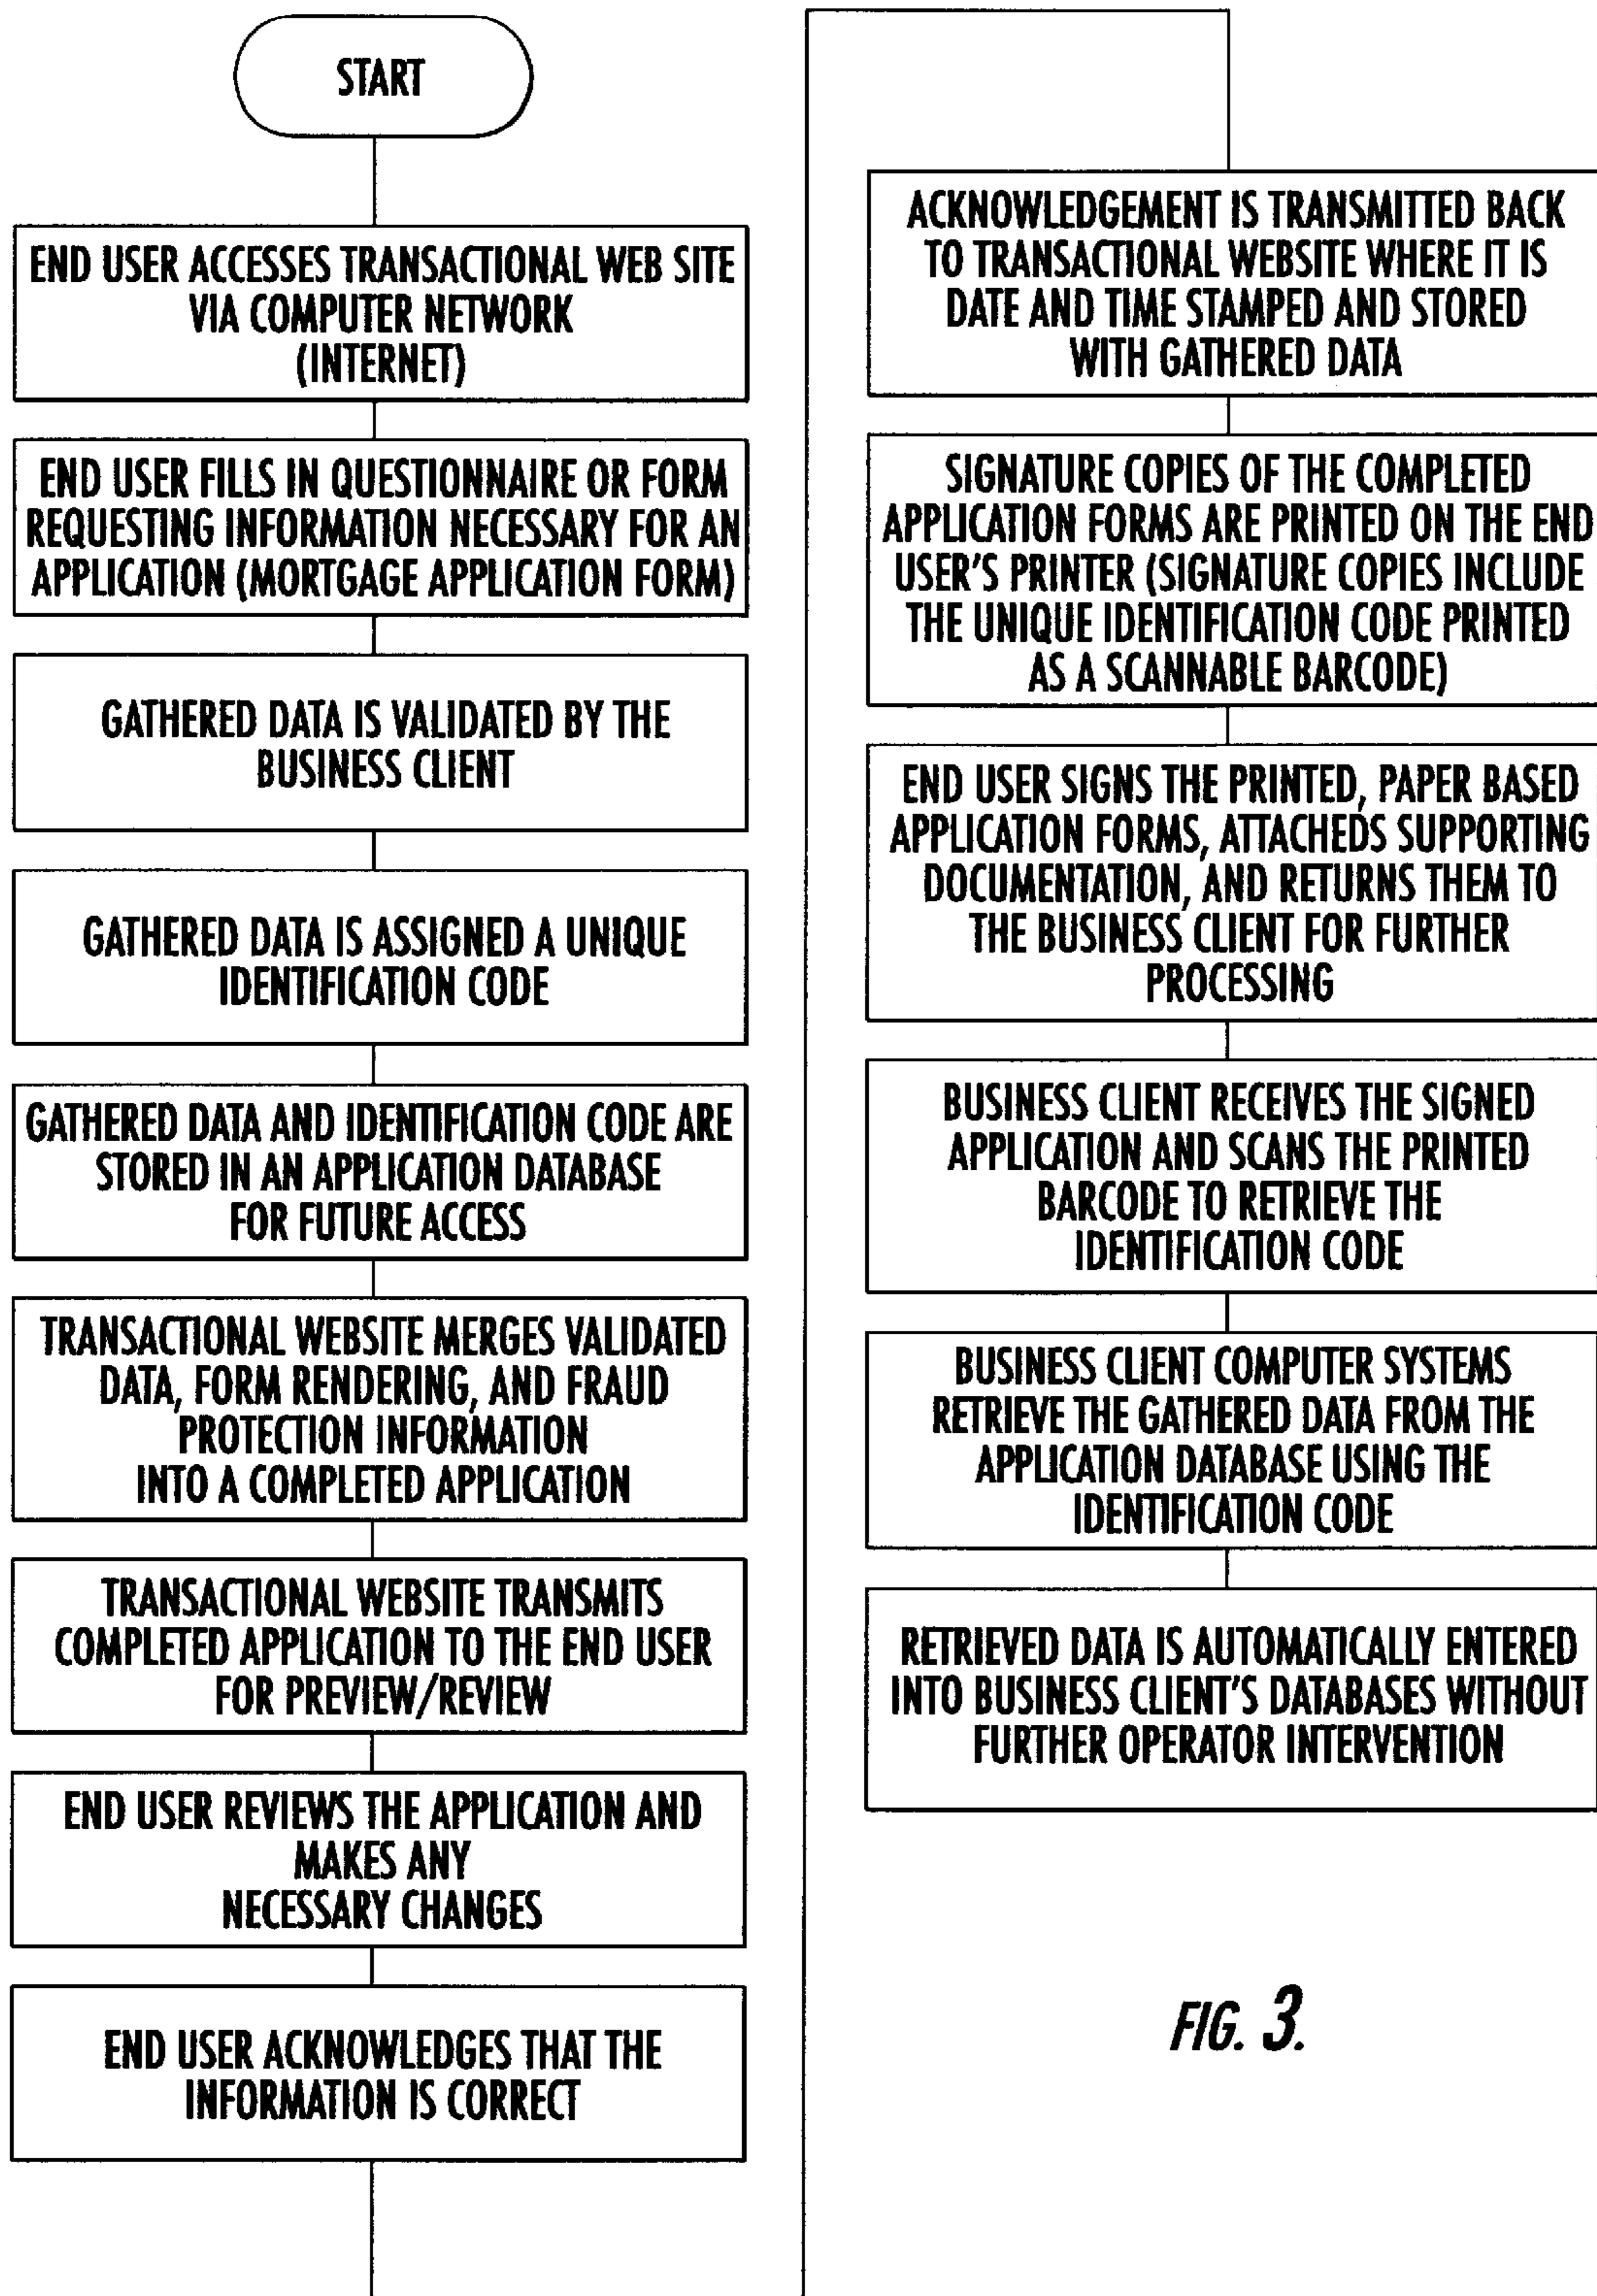 START
END USER ACCESSES TRANSACTIONAL WEB SITE
VIA COMPUTER NETWORK
(INTERNET)
END USER FILLS IN QUESTIONNAIRE OR FORM
REQUESTING INFORMATION NECESSARY FOR AN
APPLICATION (MORTGAGE APPLICATION FORM)
GATHERED DATA IS VALIDATED BY THE
BUSINESS CLIENT
GATHERED DATA IS ASSIGNED A UNIQUE
IDENTIFICATION CODE
GATHERED DATA AND IDENTIFICATION CODE ARE
STORED IN AN APPLICATION DATABASE
FOR FUTURE ACCESS
TRANSACTIONAL WEBSITE MERGES VALIDATED
DATA, FORM RENDERING, AND FRAUD
PROTECTION INFORMATION
INTO A COMPLETED APPLICATION
TRANSACTIONAL WEBSITE TRANSMITS
COMPLETED APPLICATION TO THE END USER
FOR PREVIEW/REVIEW
END USER REVIEWS THE APPLICATION AND
MAKES ANY
NECESSARY CHANGES
END USER ACKNOWLEDGES THAT THE
INFORMATION IS CORRECT
ACKNOWLEDGEMENT IS TRANSMITTED BACK
TO TRANSACTIONAL WEBSITE WHERE IT IS
DATE AND TIME STAMPED AND STORED
WITH GATHERED DATA
SIGNATURE COPIES OF THE COMPLETED
APPLICATION FORMS ARE PRINTED ON THE END
USER'S PRINTER (SIGNATURE COPIES INCLUDE
THE UNIQUE IDENTIFICATION CODE PRINTED
AS A SCANNABLE BARCODE)
END USER SIGNS THE PRINTED, PAPER BASED
APPLICATION FORMS, ATTACHEDS SUPPORTING
DOCUMENTATION, AND RETURNS THEM TO
THE BUSINESS CLIENT FOR FURTHER
PROCESSING
BUSINESS CLIENT RECEIVES THE SIGNED
APPLICATION AND SCANS THE PRINTED
BARCODE TO RETRIEVE THE
IDENTIFICATION CODE
BUSINESS CLIENT COMPUTER SYSTEMS
RETRIEVE THE GATHERED DATA FROM THE
APPLICATION DATABASE USING THE
IDENTIFICATION CODE
RETRIEVED DATA IS AUTOMATICALLY ENTERED
INTO BUSINESS CLIENT'S DATABASES WITHOUT
FURTHER OPERATOR INTERVENTION
FIG. 3.